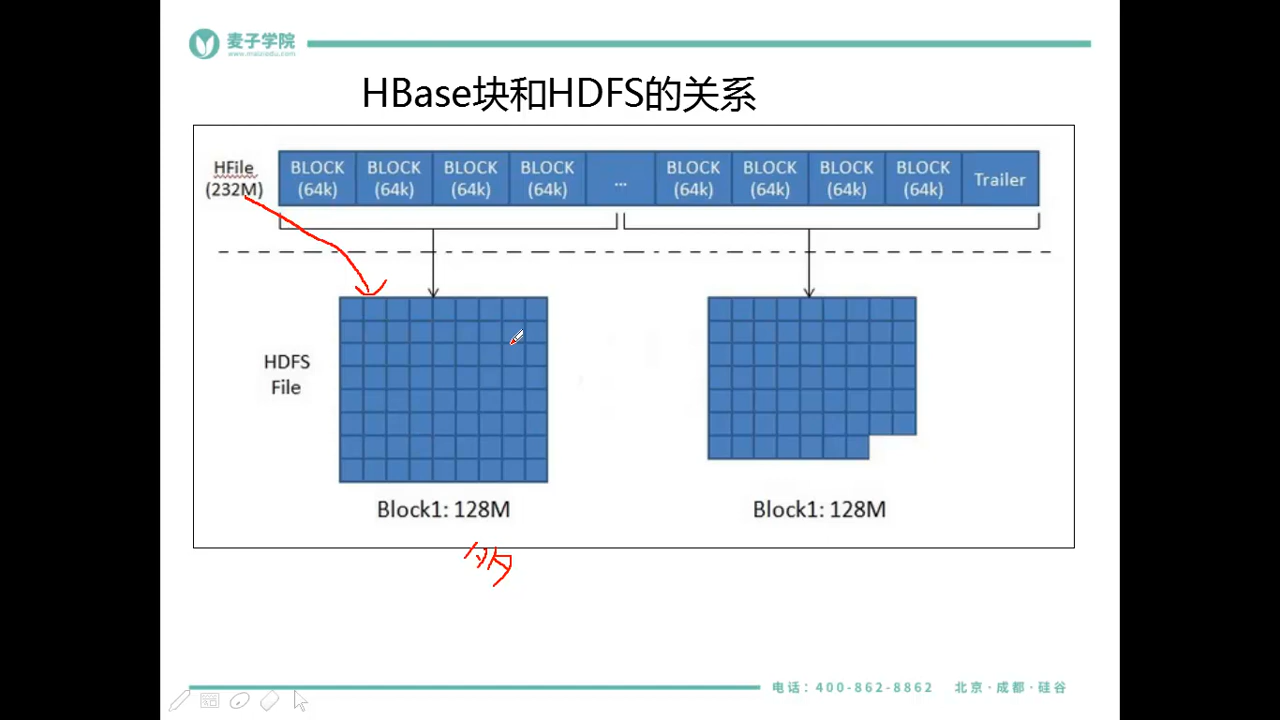 麦子学院
www.maiziedu.com
HBase块和HDFS的关系
HFile
(232M)
BLOCK
(64k)
BLOCK
(64k)
BLOCK
(64k)
BLOCK
(64k)
...
BLOCK
(64k)
BLOCK
(64k)
BLOCK
(64k)
BLOCK
(64k)
Trailer
HDFS
File
Block1: 128M
Block1: 128M
电话：400-862-8862 北京·成都·硅谷